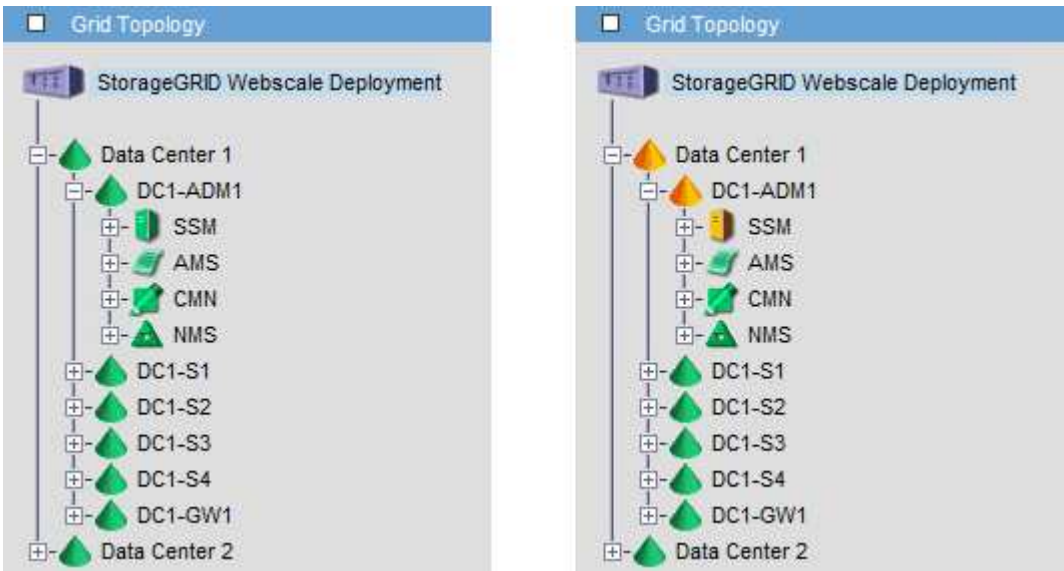 Grid Topology
StorageGRID Webscale Deployment
Data Center 1
DC1-ADM1
SSM
AMS
CMN
NMS
DC1-S1
DC1-S2
DC1-S3
DC1-S4
DC1-GW1
Data Center 2
Grid Topology
StorageGRID Webscale Deployment
Data Center 1
DC1-ADM1
SSM
AMS
CMN
NMS
DC1-S1
DC1-S2
DC1-S3
DC1-S4
DC1-GW1
Data Center 2